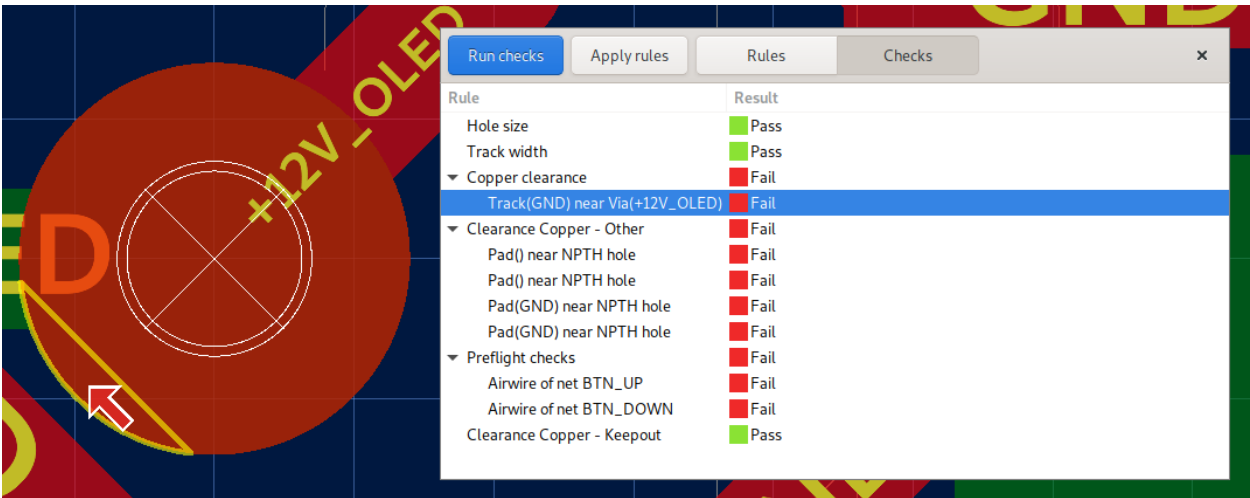 GND
+12V_OLED
D
Run checks Apply rules Rules Checks ×
Rule Result
Hole size Pass
Track width Pass
Copper clearance Fail
Track(GND) near Via(+12V_OLED) Fail
Clearance Copper - Other Fail
Pad() near NPTH hole Fail
Pad() near NPTH hole Fail
Pad(GND) near NPTH hole Fail
Pad(GND) near NPTH hole Fail
Preflight checks Fail
Airwire of net BTN_UP Fail
Airwire of net BTN_DOWN Fail
Clearance Copper - Keepout Pass